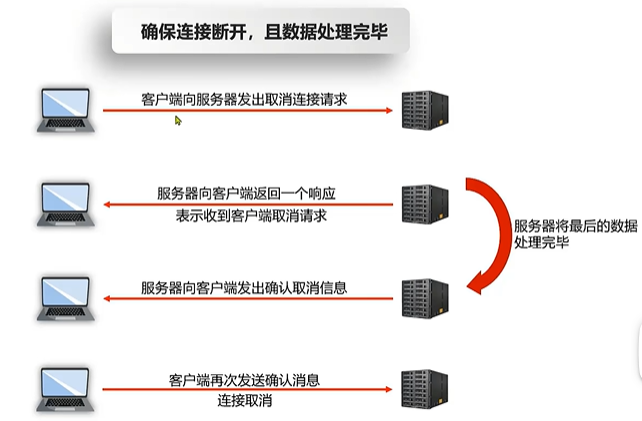 确保连接断开，且数据处理完毕
客户端向服务器发出取消连接请求
服务器向客户端返回一个响应
表示收到客户端取消请求
服务器将最后的数据
处理完毕
服务器向客户端发出确认取消信息
客户端再次发送确认消息
连接取消